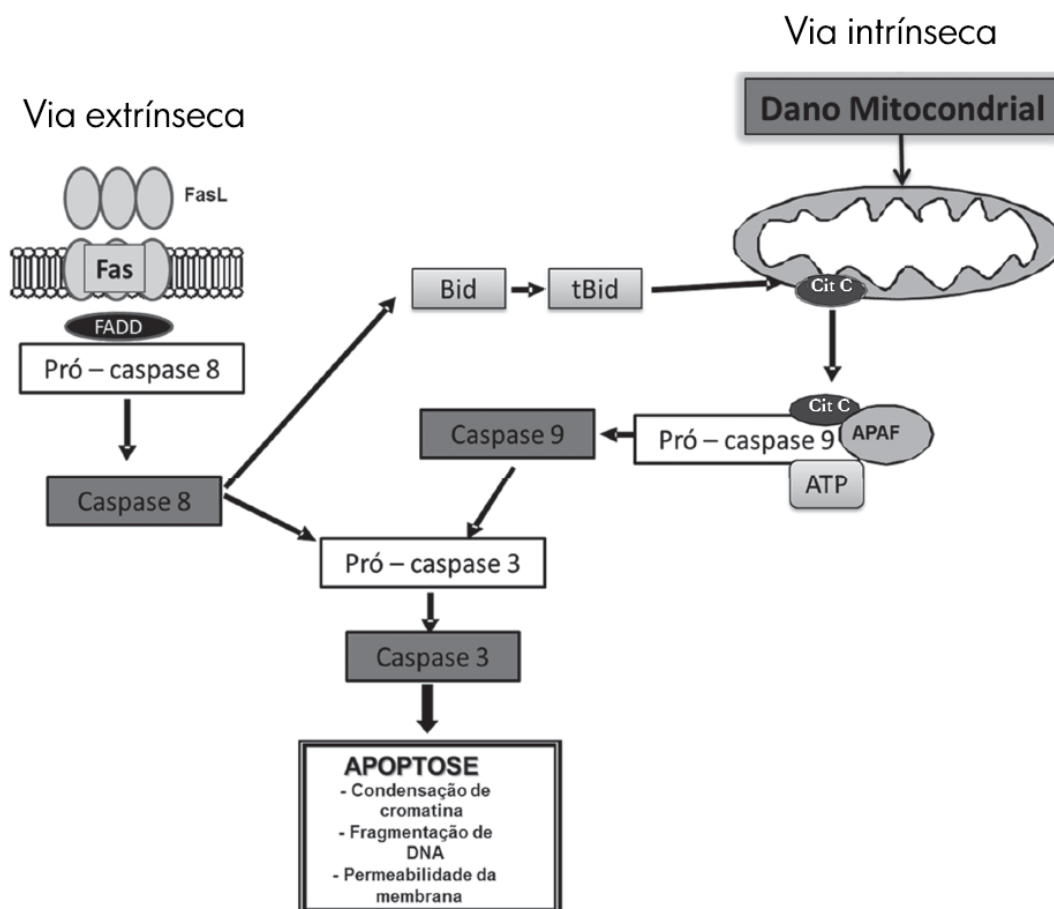 Via intrínseca
Dano Mitocondrial
Via extrínseca
FasL
Fas
FADD
Pró – caspase 8
Caspase 8
Bid
tBid
Cit C
Cit C
Pró – caspase 9
APAF
ATP
Caspase 9
Pró – caspase 3
Caspase 3
APOPTOSE
- Condensação de
cromatina
- Fragmentação de
DNA
- Permeabilidade da
membrana